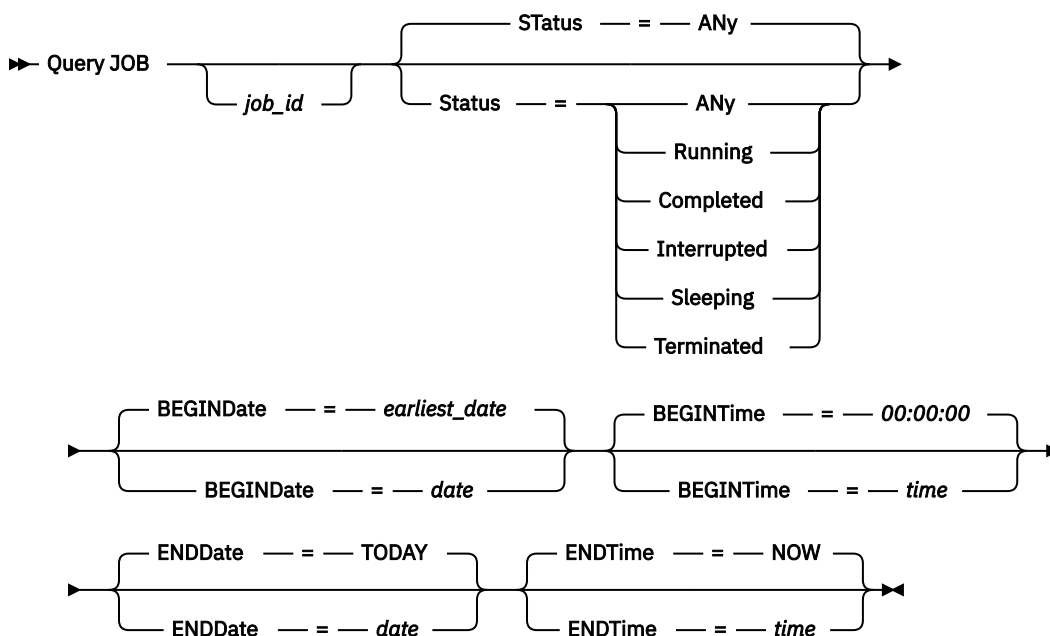 STatus = ANy
Query JOB
job_id
Status = ANy
Running
Completed
Interrupted
Sleeping
Terminated
BEGINDate = earliest_date
BEGINTime = 00:00:00
BEGINDate = date
BEGINTime = time
ENDDate = TODAY
ENDTime = NOW
ENDDate = date
ENDTime = time